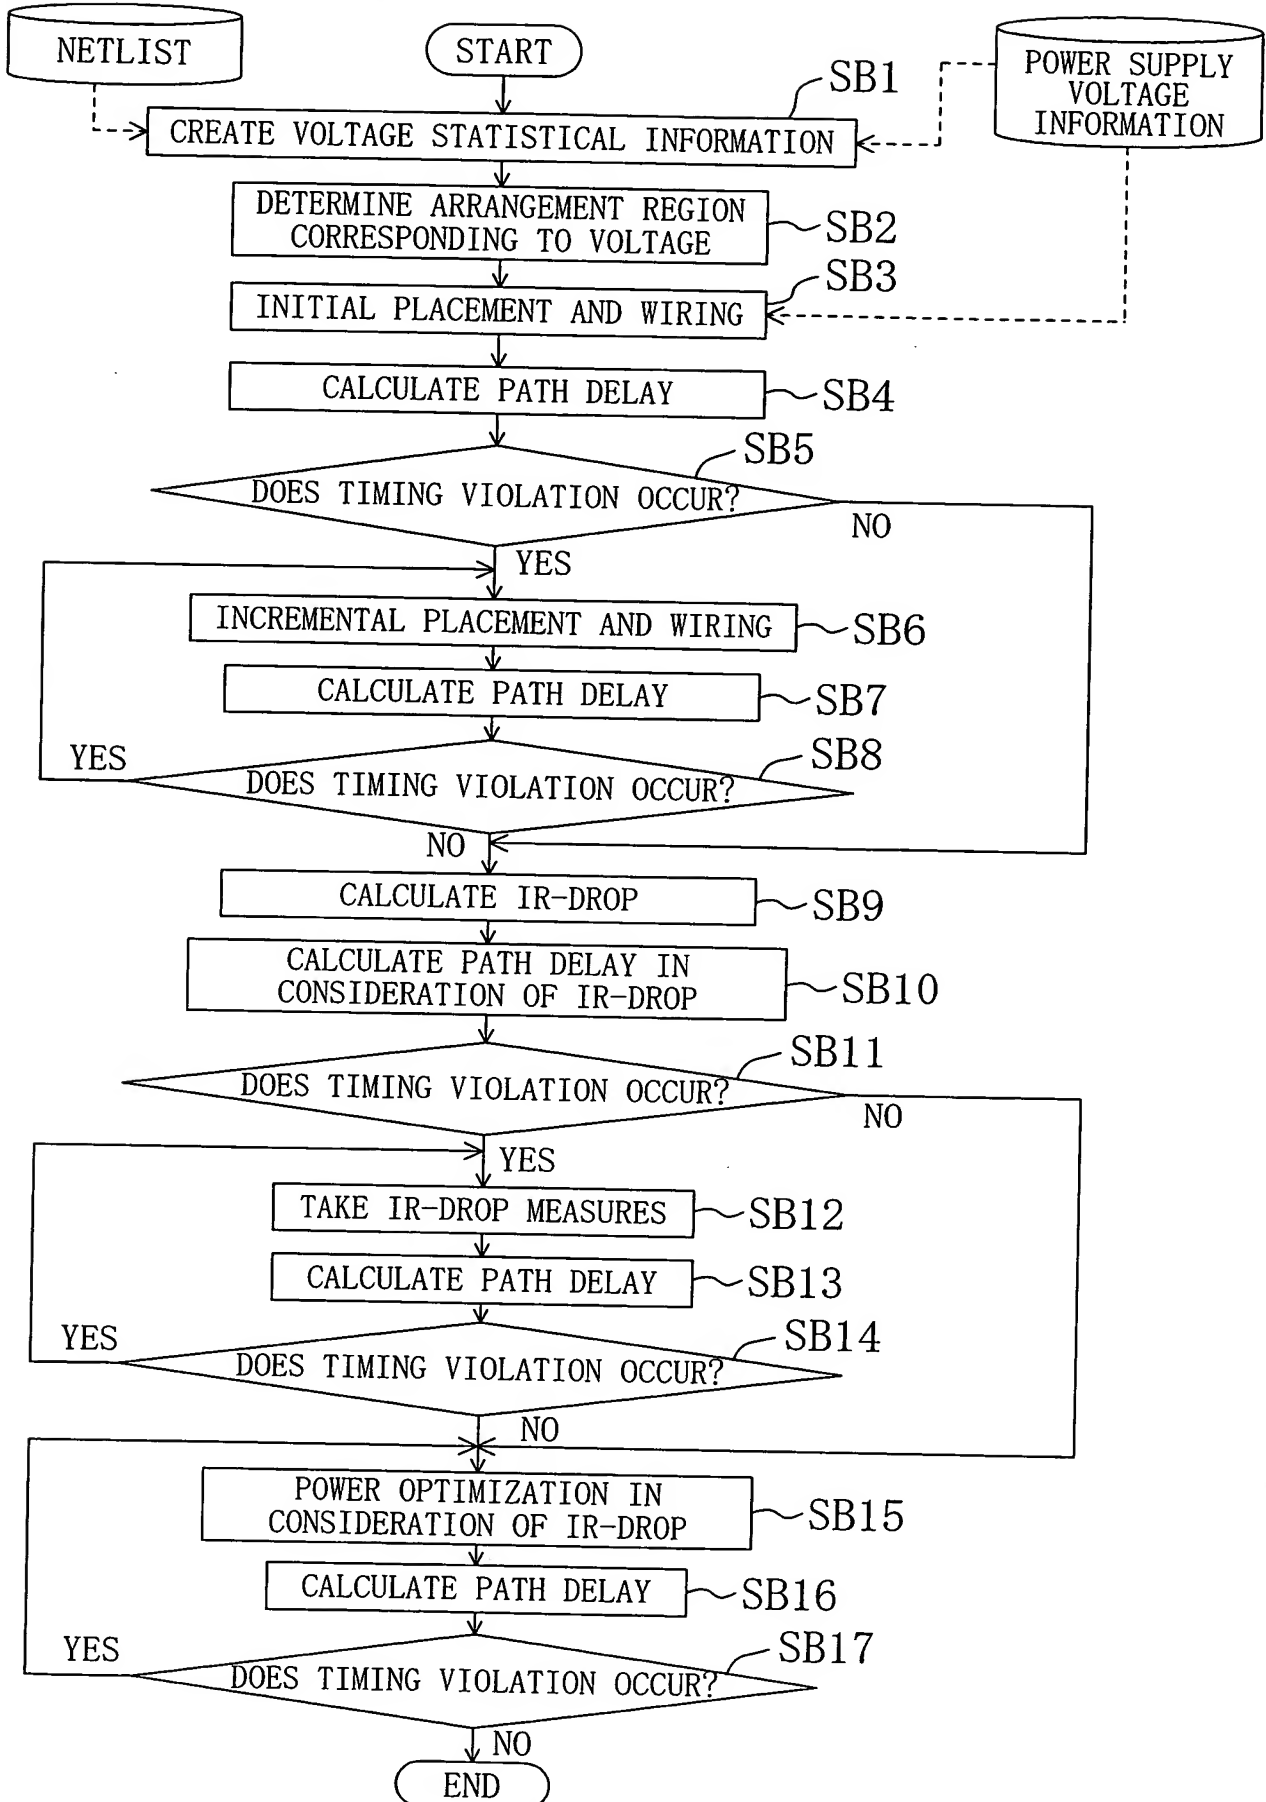 NETLIST
START
POWER SUPPLY
VOLTAGE
INFORMATION
SB1
CREATE VOLTAGE STATISTICAL INFORMATION
DETERMINE ARRANGEMENT REGION
CORRESPONDING TO VOLTAGE
SB2
SB3
INITIAL PLACEMENT AND WIRING
CALCULATE PATH DELAY
SB4
SB5
DOES TIMING VIOLATION OCCUR?
NO
YES
INCREMENTAL PLACEMENT AND WIRING
SB6
CALCULATE PATH DELAY
SB7
SB8
YES
DOES TIMING VIOLATION OCCUR?
NO
CALCULATE IR-DROP
SB9
CALCULATE PATH DELAY IN
CONSIDERATION OF IR-DROP
SB10
SB11
DOES TIMING VIOLATION OCCUR?
NO
YES
TAKE IR-DROP MEASURES
SB12
CALCULATE PATH DELAY
SB13
SB14
YES
DOES TIMING VIOLATION OCCUR?
NO
POWER OPTIMIZATION IN
CONSIDERATION OF IR-DROP
SB15
CALCULATE PATH DELAY
SB16
SB17
YES
DOES TIMING VIOLATION OCCUR?
NO
END